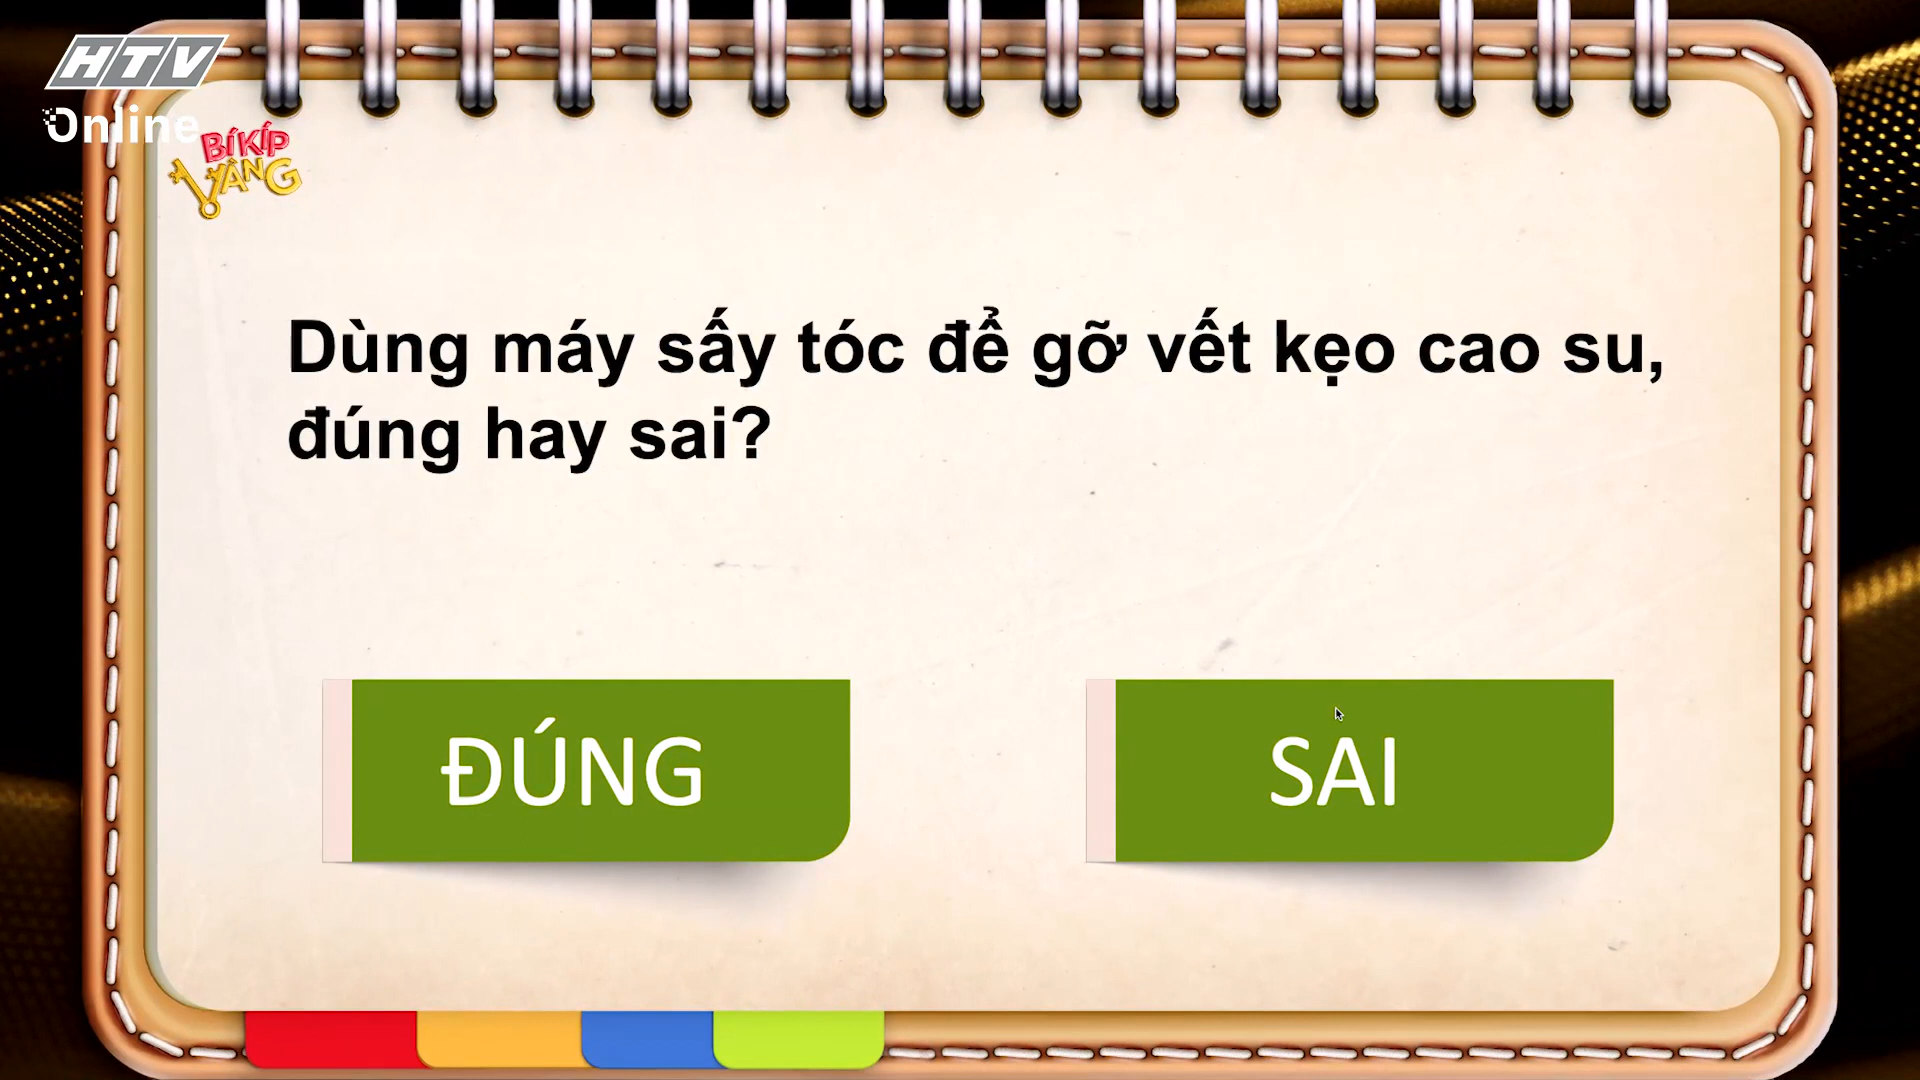 HTV
Online
BÍ KÍP
VÀNG
Dùng máy sấy tóc để gỡ vết kẹo cao su,
đúng hay sai?
ĐÚNG
SAI